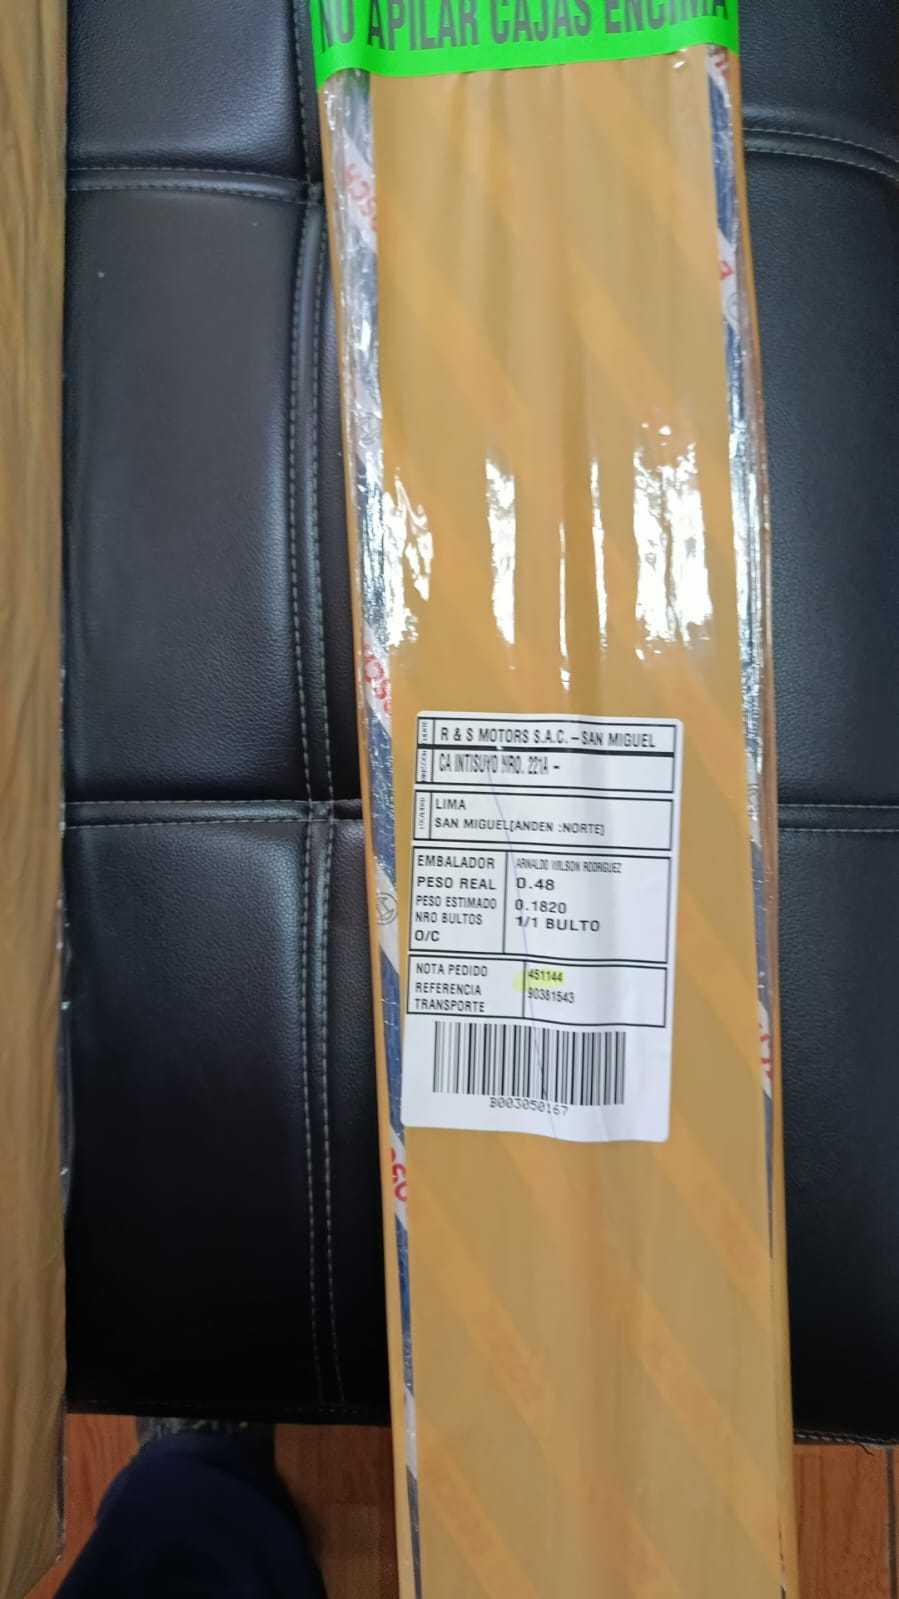 NO APILAR CAJAS ENCIMA
R & S MOTORS S.A.C. - SAN MIGUEL
CA INTISUYO NRO. 221A -
LIMA
SAN MIGUEL[ANDEN :NORTE]
EMBALADOR ARNALDO WILSON RODRIGUEZ
PESO REAL 0.48
PESO ESTIMADO 0.1820
NRO BULTOS 1/1 BULTO
O/C
NOTA PEDIDO 451144
REFERENCIA 90381543
TRANSPORTE
B003050167